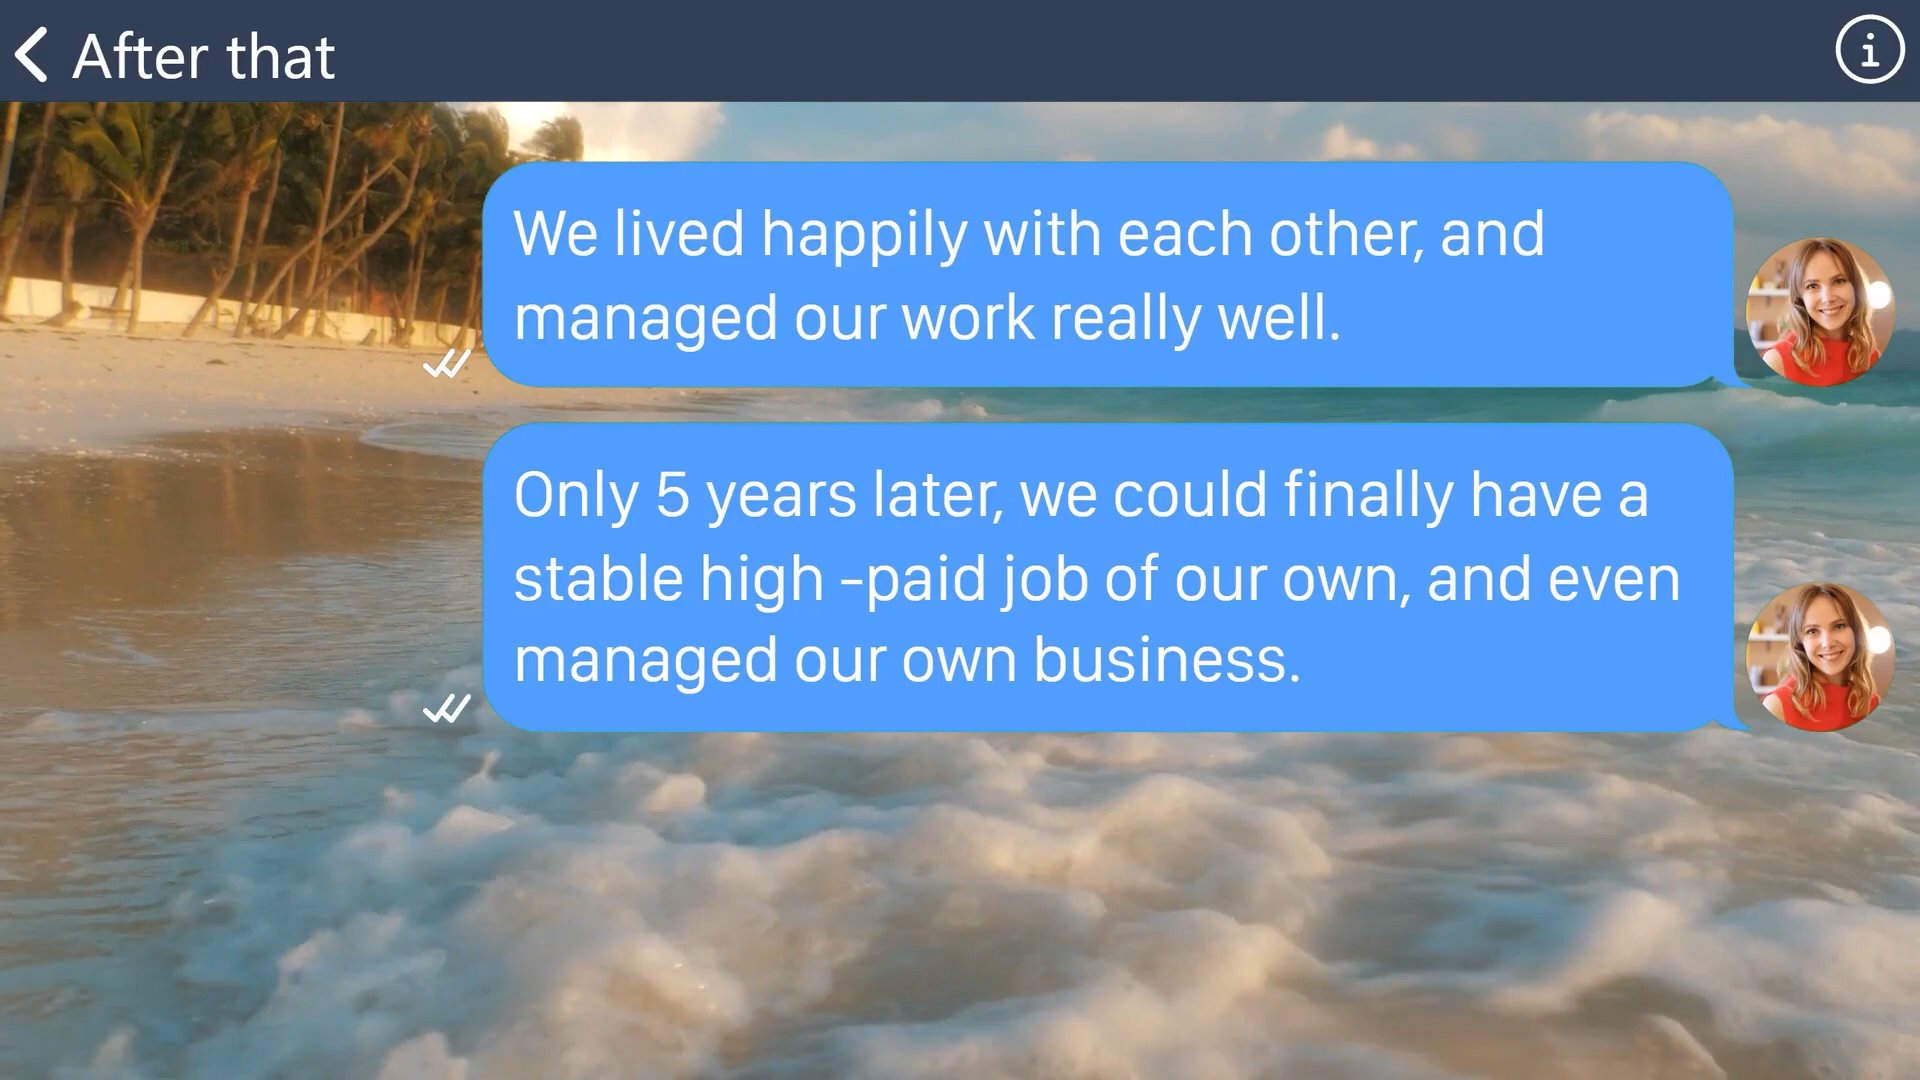 After that
We lived happily with each other, and
managed our work really well.
Only 5 years later, we could finally have a
stable high -paid job of our own, and even
managed our own business.